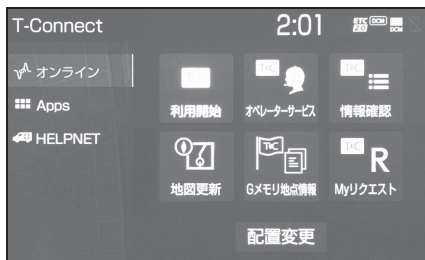 T-Connect
2:01
オンライン
Apps
HELPNET
利用開始
オペレーターサービス
情報確認
地図更新
Gメモリ地点情報
Myリクエスト
R
配置変更